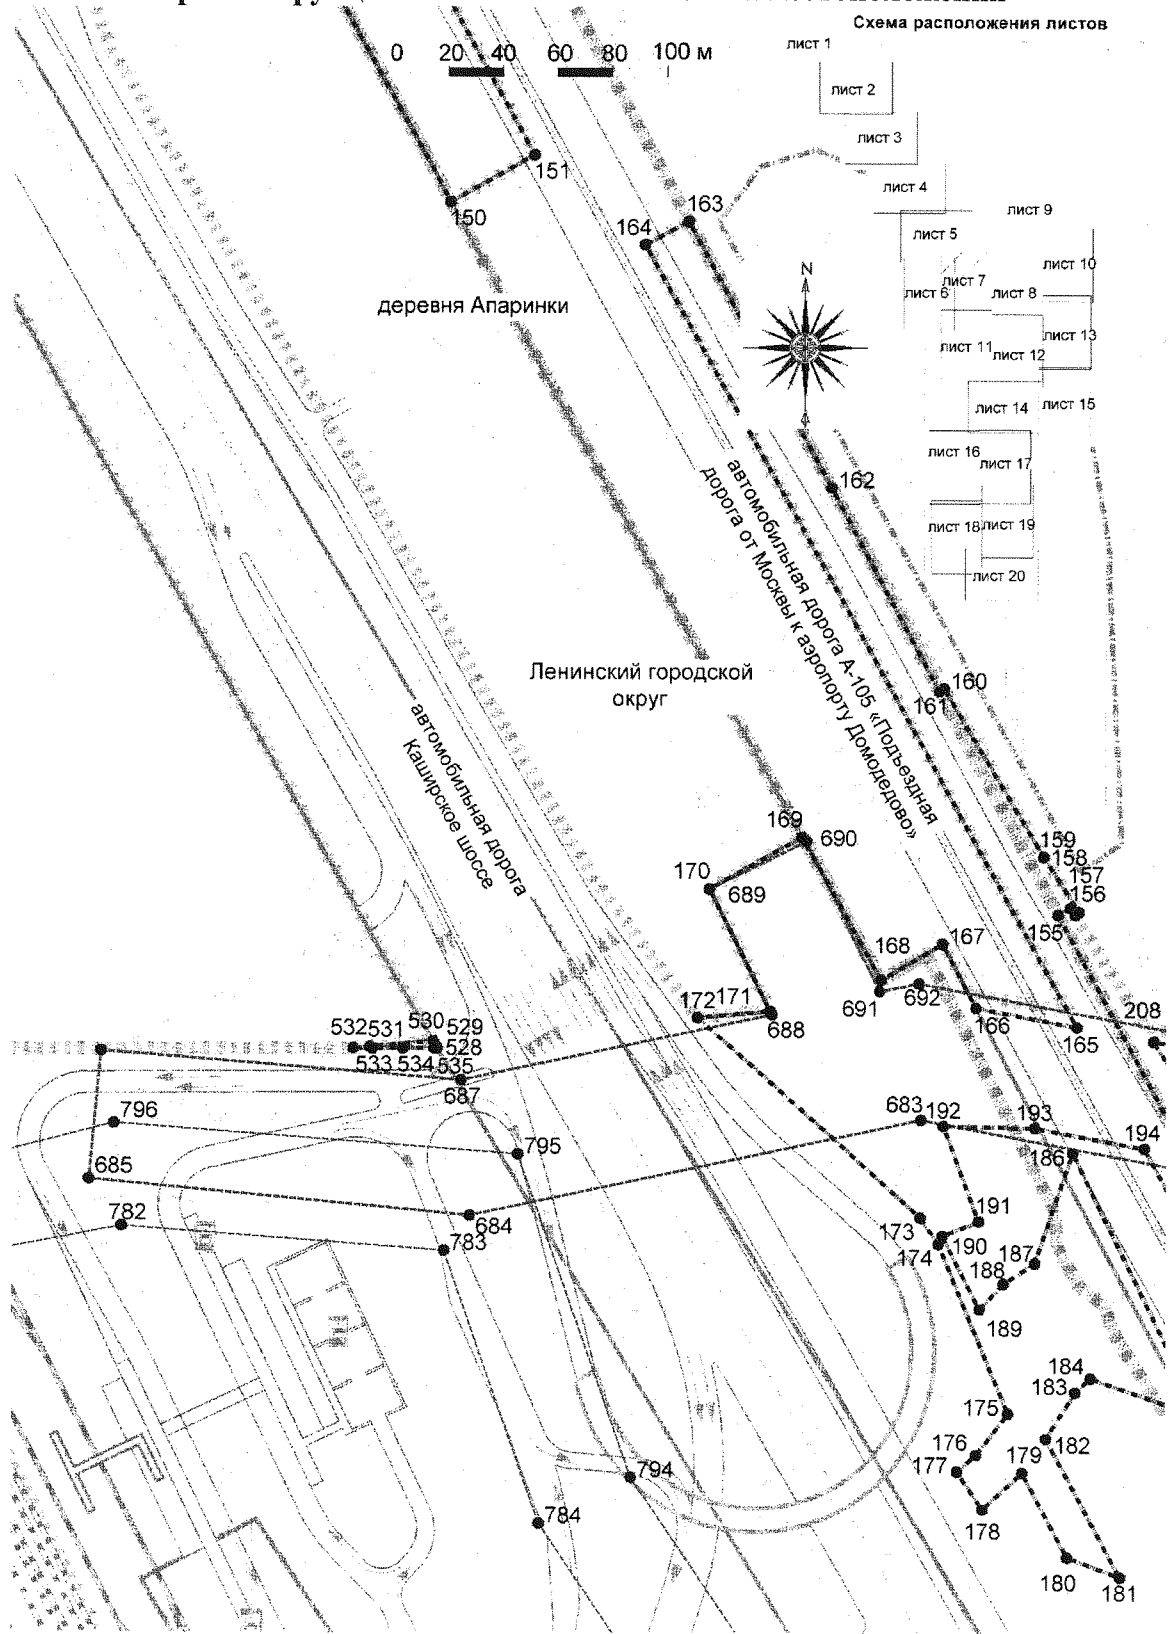 Схема расположения листов
0 20 40 60 80 100 м
лист 1
лист 2
лист 3
лист 4
лист 9
лист 5
лист 10
лист 7
лист 6
лист 8
лист 13
лист 11
лист 12
лист 14
лист 15
лист 16
лист 17
лист 18
лист 19
лист 20
N
151
150
163
164
деревня Апаринки
162
автомобильная дорога А-105 «Подъездная
дорога от Москвы к аэропорту Домодедово»
Ленинский городской
округ
160
161
автомобильная дорога
Каширское шоссе
169
690
159
158
157
156
155
170
689
168
167
691
692
166
165
208
172
171
688
532
531
530
529
528
533
534
535
687
796
795
683
192
193
194
186
685
684
782
783
173
174
191
190
187
188
189
184
183
175
182
176
177
179
178
180
181
794
784